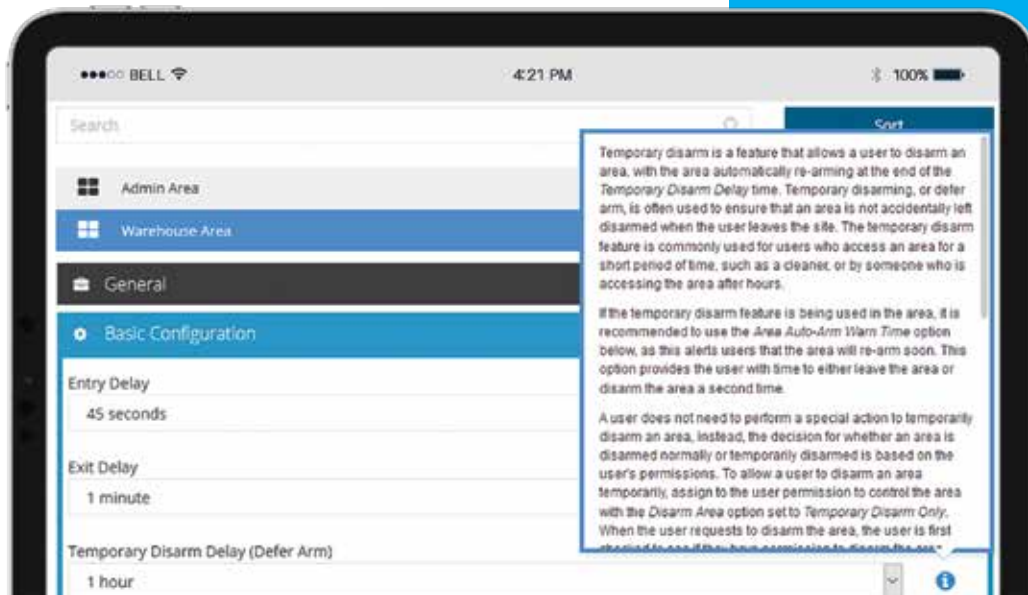 BELL 4:21 PM 100%
Search
Sort
Admin Area
Warehouse Area
General
Basic Configuration
Entry Delay
45 seconds
Exit Delay
1 minute
Temporary Disarm Delay (Defer Arm)
1 hour
Temporary disarm is a feature that allows a user to disarm an
area, with the area automatically re-arming at the end of the
Temporary Disarm Delay time. Temporary disarming, or defer
arm, is often used to ensure that an area is not accidentally left
disarmed when the user leaves the site. The temporary disarm
feature is commonly used for users who access an area for a
short period of time, such as a cleaner, or by someone who is
accessing the area after hours.
If the temporary disarm feature is being used in the area, it is
recommended to use the Area Auto-Arm Warn Time option
below, as this alerts users that the area will re-arm soon. This
option provides the user with time to either leave the area or
disarm the area a second time.
A user does not need to perform a special action to temporarily
disarm an area, instead, the decision for whether an area is
disarmed normally or temporarily disarmed is based on the
user's permissions. To allow a user to disarm an area
temporarily, assign to the user permission to control the area
with the Disarm Area option set to Temporary Disarm Only.
When the user requests to disarm the area, the user is first
checked to see if they have permission to disarm the area